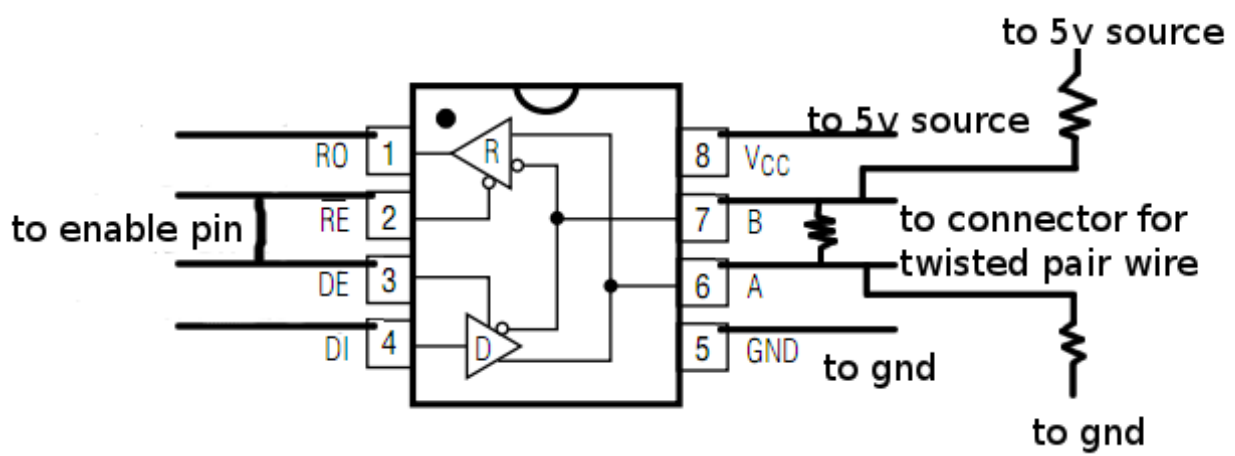 to 5v source
to 5v source
RO 1 R 8 VCC
RE 2 7 B
to enable pin
to connector for
twisted pair wire
DE 3 6 A
DI 4 D 5 GND
to gnd
to gnd